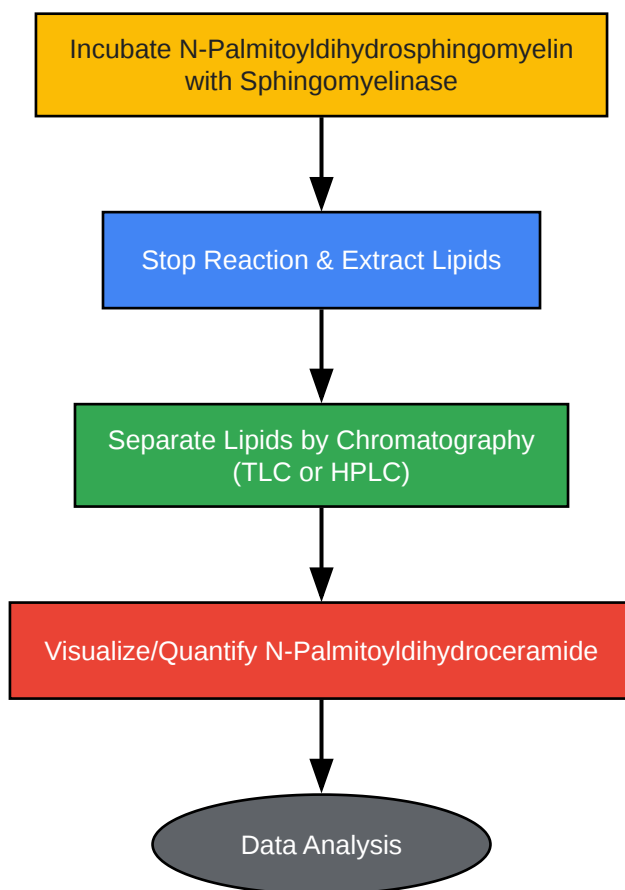 Incubate N-Palmitoyldihydrosphingomyelin
with Sphingomyelinase
Stop Reaction & Extract Lipids
Separate Lipids by Chromatography
(TLC or HPLC)
Visualize/Quantify N-Palmitoyldihydroceramide
Data Analysis